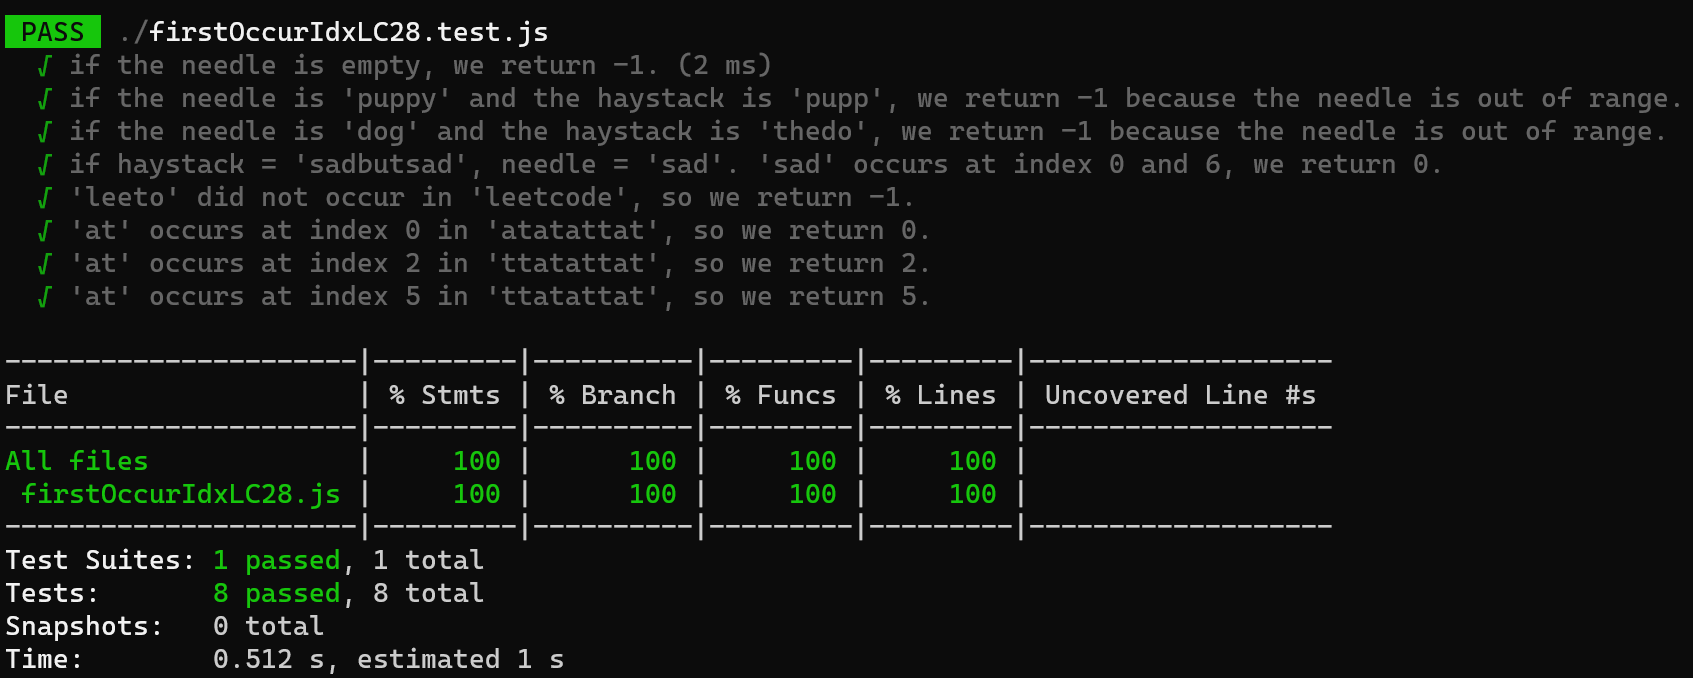 PASS ./firstOccurIdxLC28.test.js
√ if the needle is empty, we return -1. (2 ms)
√ if the needle is 'puppy' and the haystack is 'pupp', we return -1 because the needle is out of range.
√ if the needle is 'dog' and the haystack is 'thedo', we return -1 because the needle is out of range.
√ if haystack = 'sadbutsad', needle = 'sad'. 'sad' occurs at index 0 and 6, we return 0.
√ 'leeto' did not occur in 'leetcode', so we return -1.
√ 'at' occurs at index 0 in 'atatattat', so we return 0.
√ 'at' occurs at index 2 in 'ttatattat', so we return 2.
√ 'at' occurs at index 5 in 'ttatattat', so we return 5.
----------------------|---------|----------|---------|---------|-------------------
File                  | % Stmts | % Branch | % Funcs | % Lines | Uncovered Line #s
----------------------|---------|----------|---------|---------|-------------------
All files             |     100 |      100 |     100 |     100 |
 firstOccurIdxLC28.js |     100 |      100 |     100 |     100 |
----------------------|---------|----------|---------|---------|-------------------
Test Suites: 1 passed, 1 total
Tests:       8 passed, 8 total
Snapshots:   0 total
Time:        0.512 s, estimated 1 s